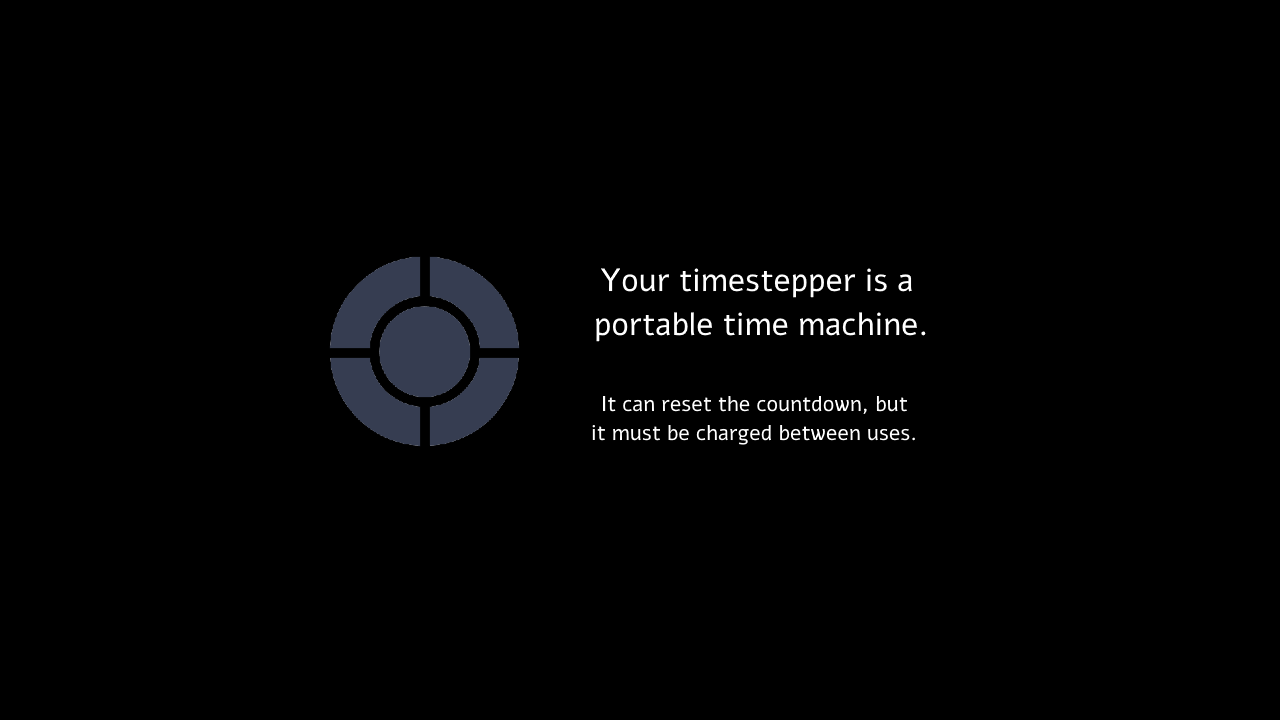 Your timestepper is a
portable time machine.
It can reset the countdown, but
it must be charged between uses.